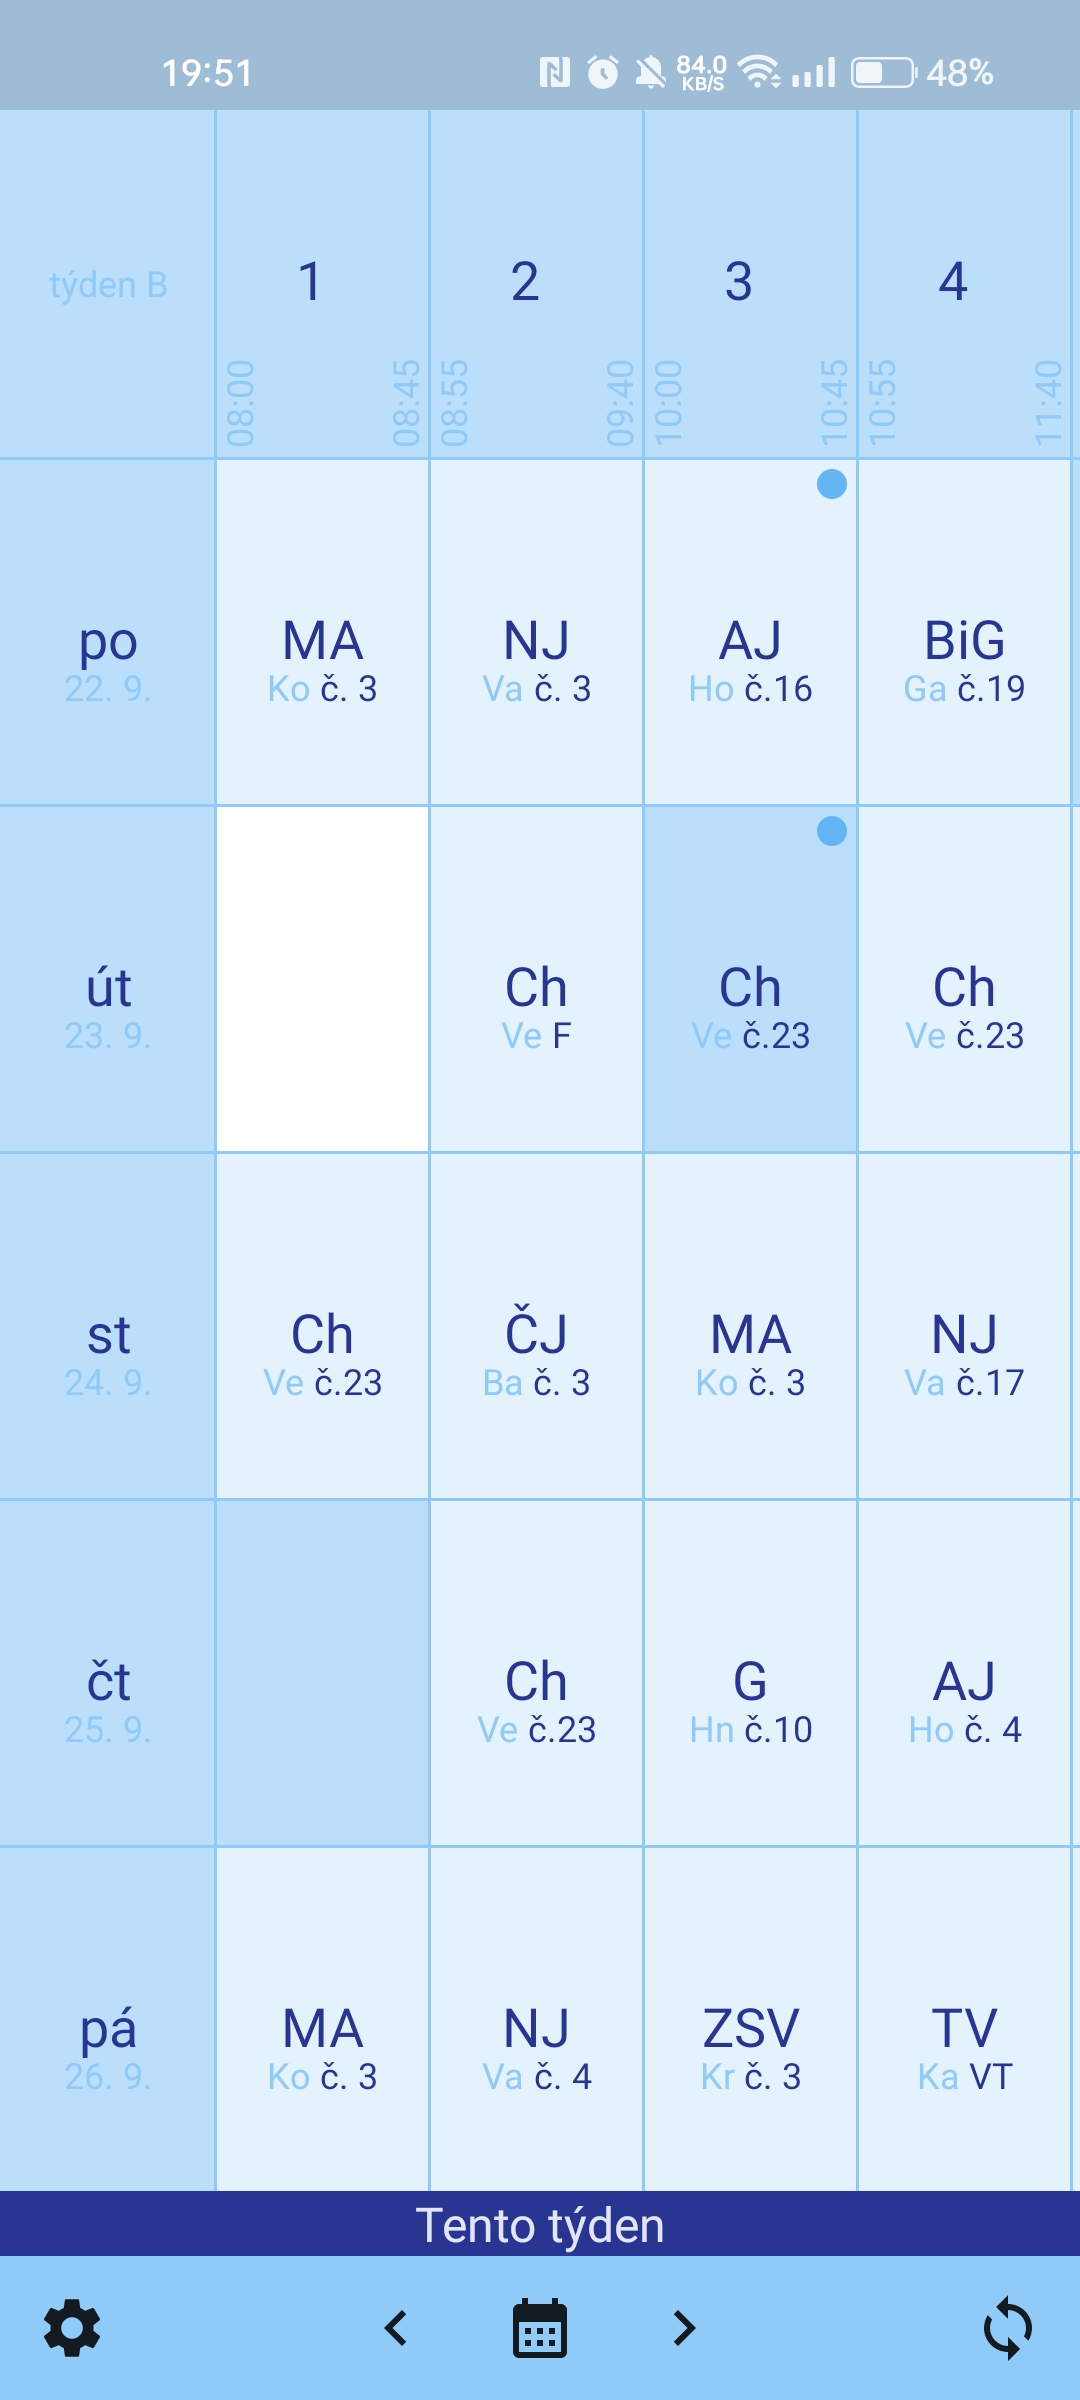 19:51 84.0 KB/S 48%
týden B 1 2 3 4
08:00 08:45 08:55 09:40 10:00 10:45 10:55 11:40
po MA NJ AJ BiG
22. 9. Ko č. 3 Va č. 3 Ho č.16 Ga č.19
út Ch Ch Ch
23. 9. Ve F Ve č.23 Ve č.23
st Ch ČJ MA NJ
24. 9. Ve č.23 Ba č. 3 Ko č. 3 Va č.17
čt Ch G AJ
25. 9. Ve č.23 Hn č.10 Ho č. 4
pá MA NJ ZSV TV
26. 9. Ko č. 3 Va č. 4 Kr č. 3 Ka VT
Tento týden